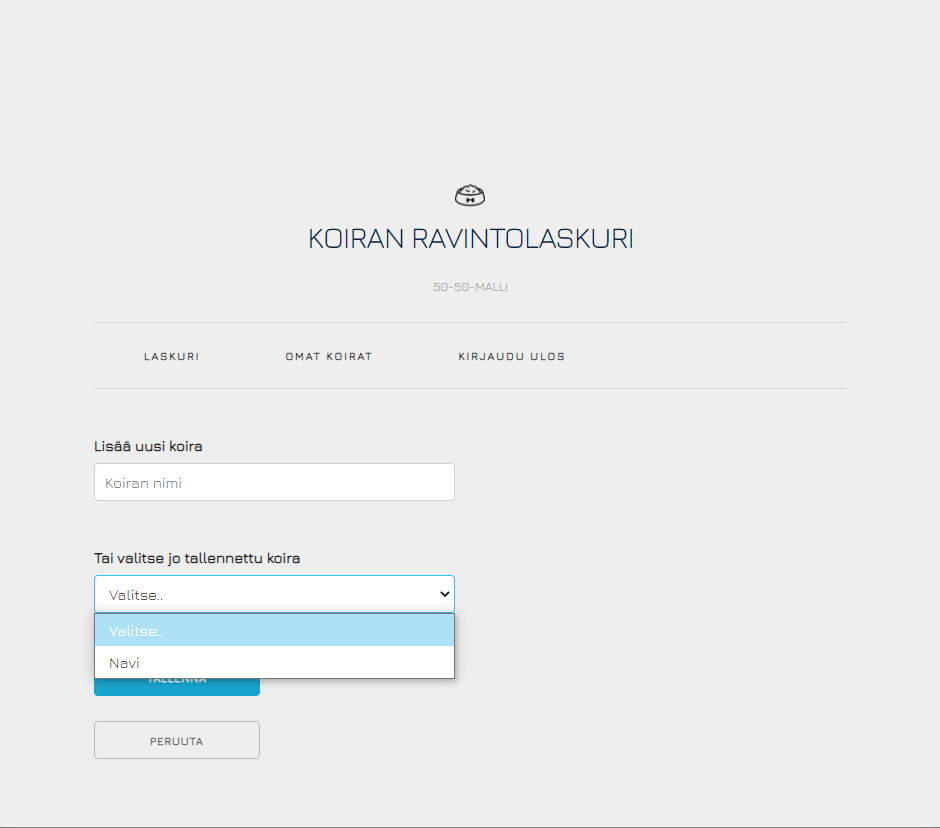 KOIRAN RAVINTOLASKURI
50-50-MALLI
LASKURI OMAT KOIRAT KIRJAUDU ULOS
Lisää uusi koira
Koiran nimi
Tai valitse jo tallennettu koira
Valitse..
Valitse..
Navi
TALLENNA
PERUUTA